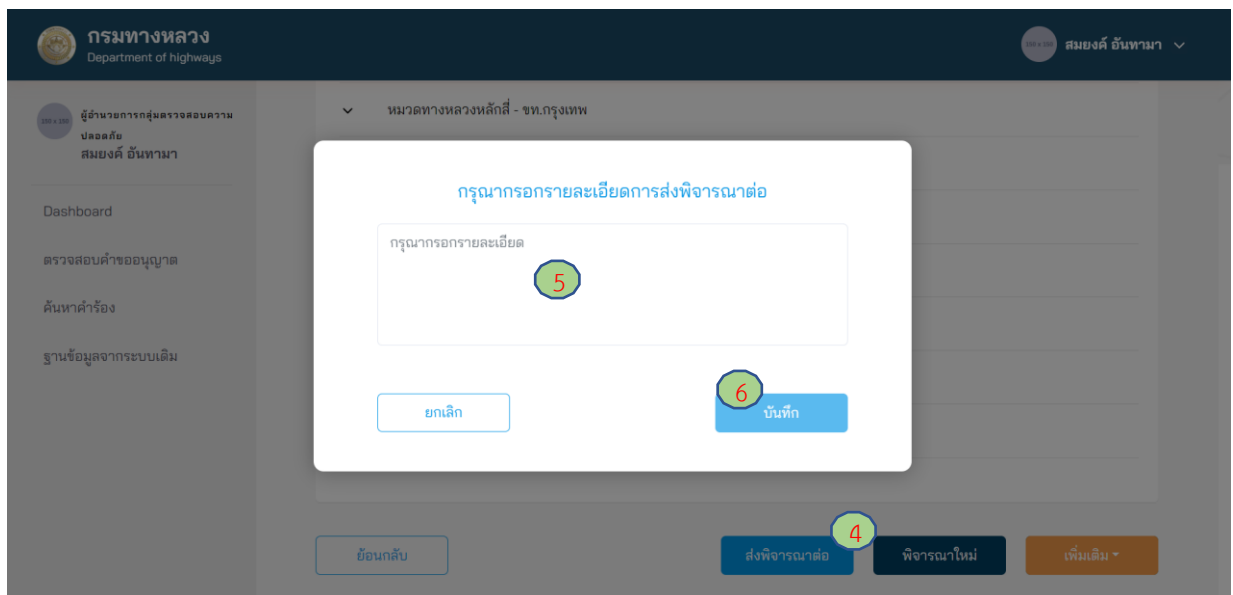 กรมทางหลวง
Department of highways
สมยงค์ อันทามา
ผู้อำนวยการกลุ่มตรวจสอบความ
ปลอดภัย
สมยงค์ อันทามา
Dashboard
ตรวจสอบคำขออนุญาต
ค้นหาคำร้อง
ฐานข้อมูลจากระบบเดิม
หมวดทางหลวงหลักสี่ - ขท.กรุงเทพ
กรุณากรอกรายละเอียดการส่งพิจารณาต่อ
กรุณากรอกรายละเอียด
5
6
ยกเลิก
บันทึก
4
ย้อนกลับ
ส่งพิจารณาต่อ
พิจารณาใหม่
เพิ่มเติม